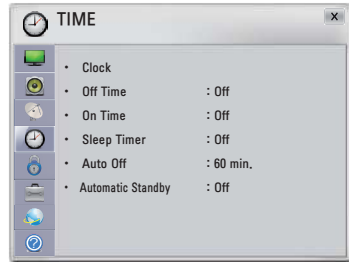 TIME
X
• Clock
• Off Time : Off
• On Time : Off
• Sleep Timer : Off
• Auto Off : 60 min.
• Automatic Standby : Off
?